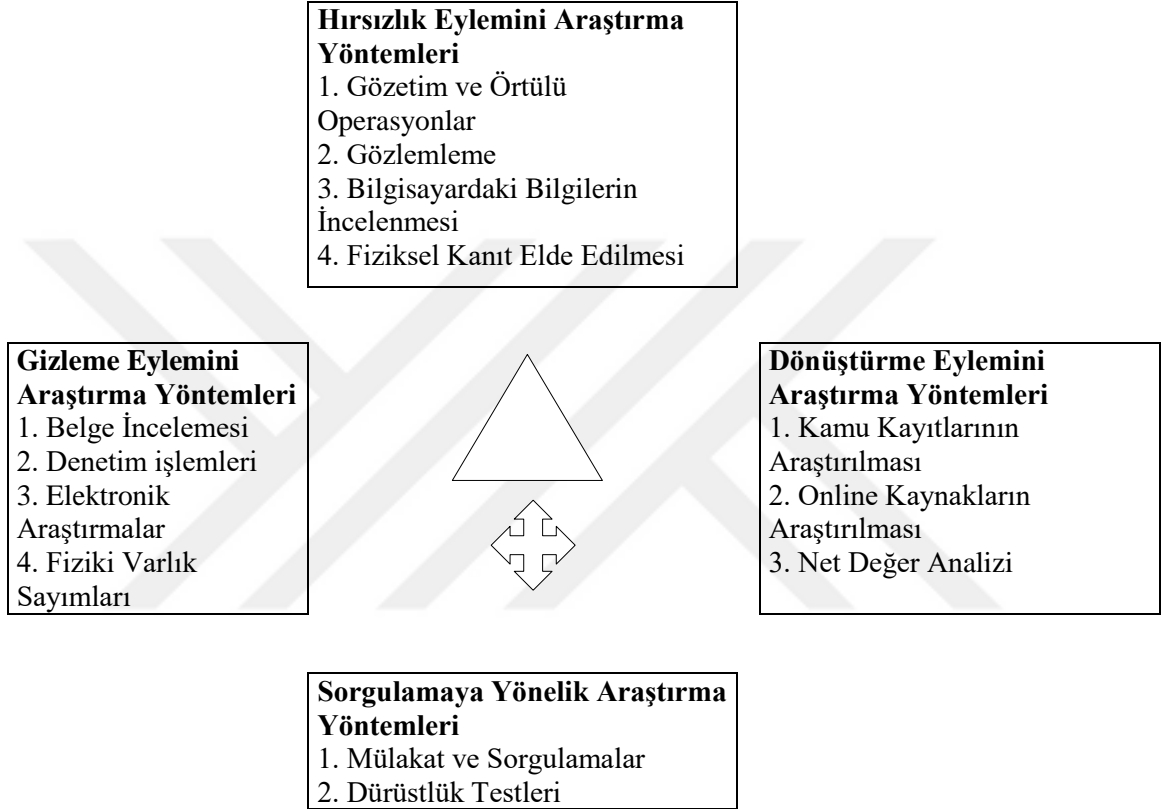 Hırsızlık Eylemini Araştırma
Yöntemleri
1. Gözetim ve Örtülü
Operasyonlar
2. Gözlemleme
3. Bilgisayardaki Bilgilerin
İncelenmesi
4. Fiziksel Kanıt Elde Edilmesi
Gizleme Eylemini
Araştırma Yöntemleri
1. Belge İncelemesi
2. Denetim işlemleri
3. Elektronik
Araştırmalar
4. Fiziki Varlık
Sayımları
Dönüştürme Eylemini
Araştırma Yöntemleri
1. Kamu Kayıtlarının
Araştırılması
2. Online Kaynakların
Araştırılması
3. Net Değer Analizi
Sorgulamaya Yönelik Araştırma
Yöntemleri
1. Mülakat ve Sorgulamalar
2. Dürüstlük Testleri